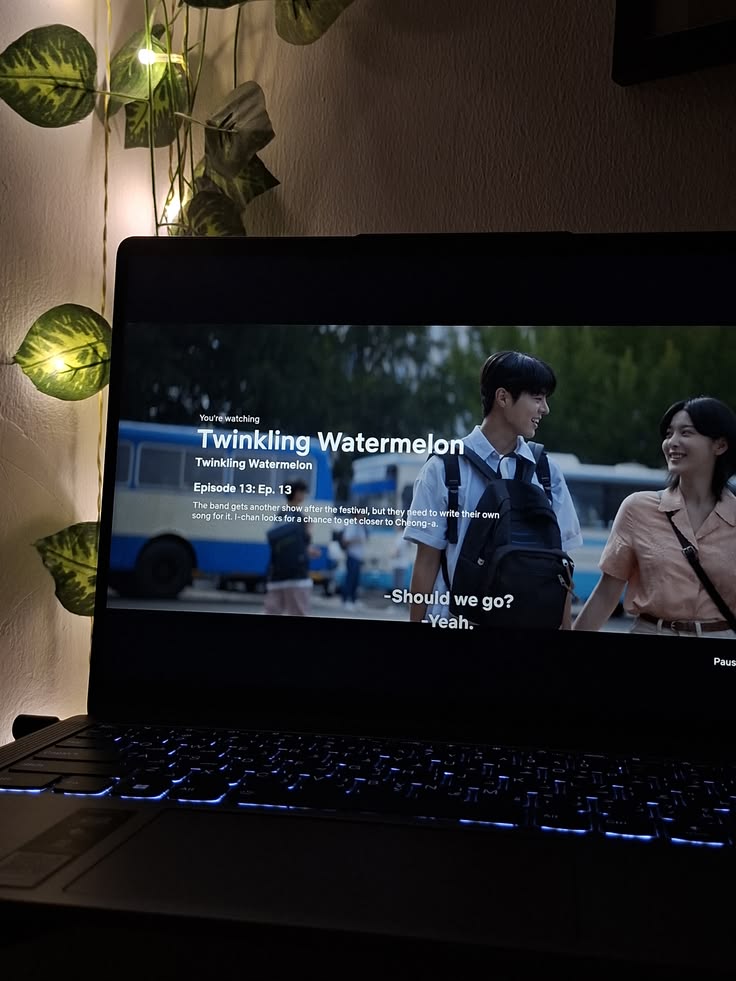 You're watching
Twinkling Watermelon
Twinkling Watermelon
Episode 13: Ep. 13
The band gets another show after the festival, but they need to write their own
song for it. I-chan looks for a chance to get closer to Cheong-a.
-Should we go?
-Yeah.
Paus